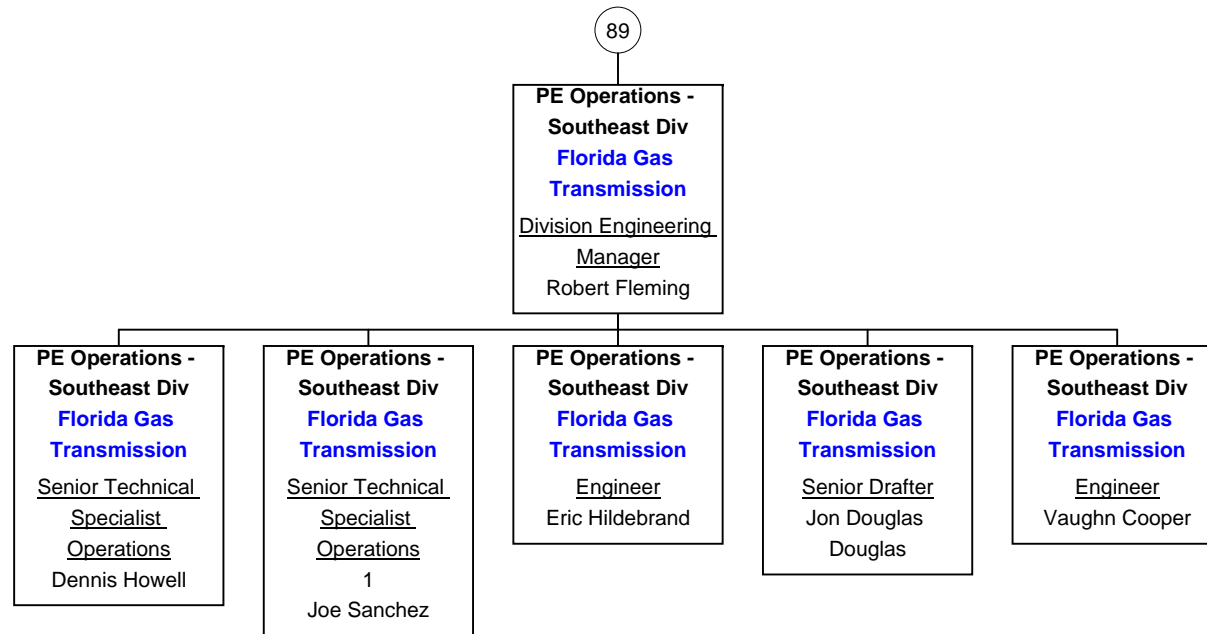 89
PE Operations -
Southeast Div
Florida Gas
Transmission
Division Engineering
Manager
Robert Fleming
PE Operations -
Southeast Div
Florida Gas
Transmission
Senior Technical
Specialist
Operations
Dennis Howell
PE Operations -
Southeast Div
Florida Gas
Transmission
Senior Technical
Specialist
Operations
1
Joe Sanchez
PE Operations -
Southeast Div
Florida Gas
Transmission
Engineer
Eric Hildebrand
PE Operations -
Southeast Div
Florida Gas
Transmission
Senior Drafter
Jon Douglas
Douglas
PE Operations -
Southeast Div
Florida Gas
Transmission
Engineer
Vaughn Cooper